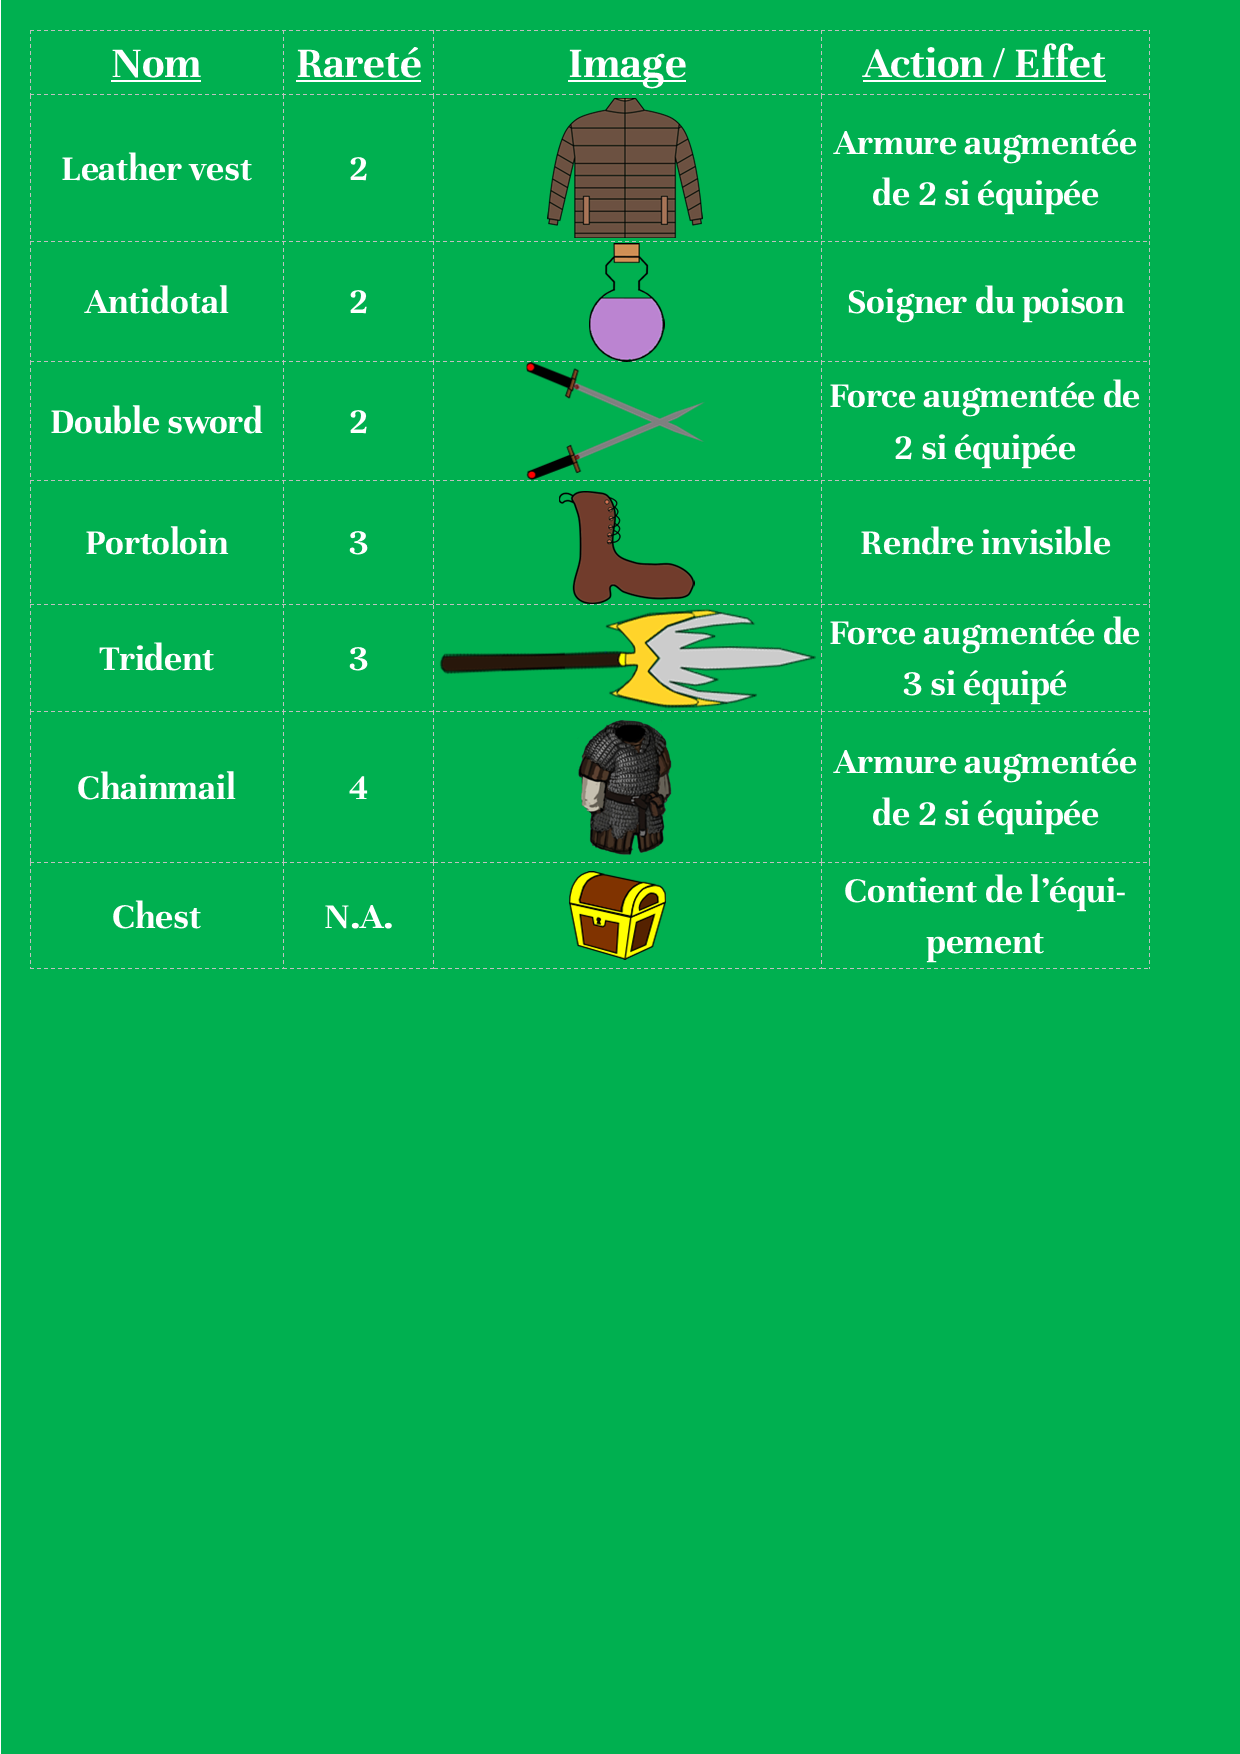 Nom Rareté Image Action / Effet
Leather vest 2 Armure augmentée
de 2 si équipée
Antidotal 2 Soigner du poison
Double sword 2 Force augmentée de
2 si équipée
Portoloin 3 Rendre invisible
Trident 3 Force augmentée de
3 si équipé
Chainmail 4 Armure augmentée
de 2 si équipée
Chest N.A. Contient de l’équi-
pement